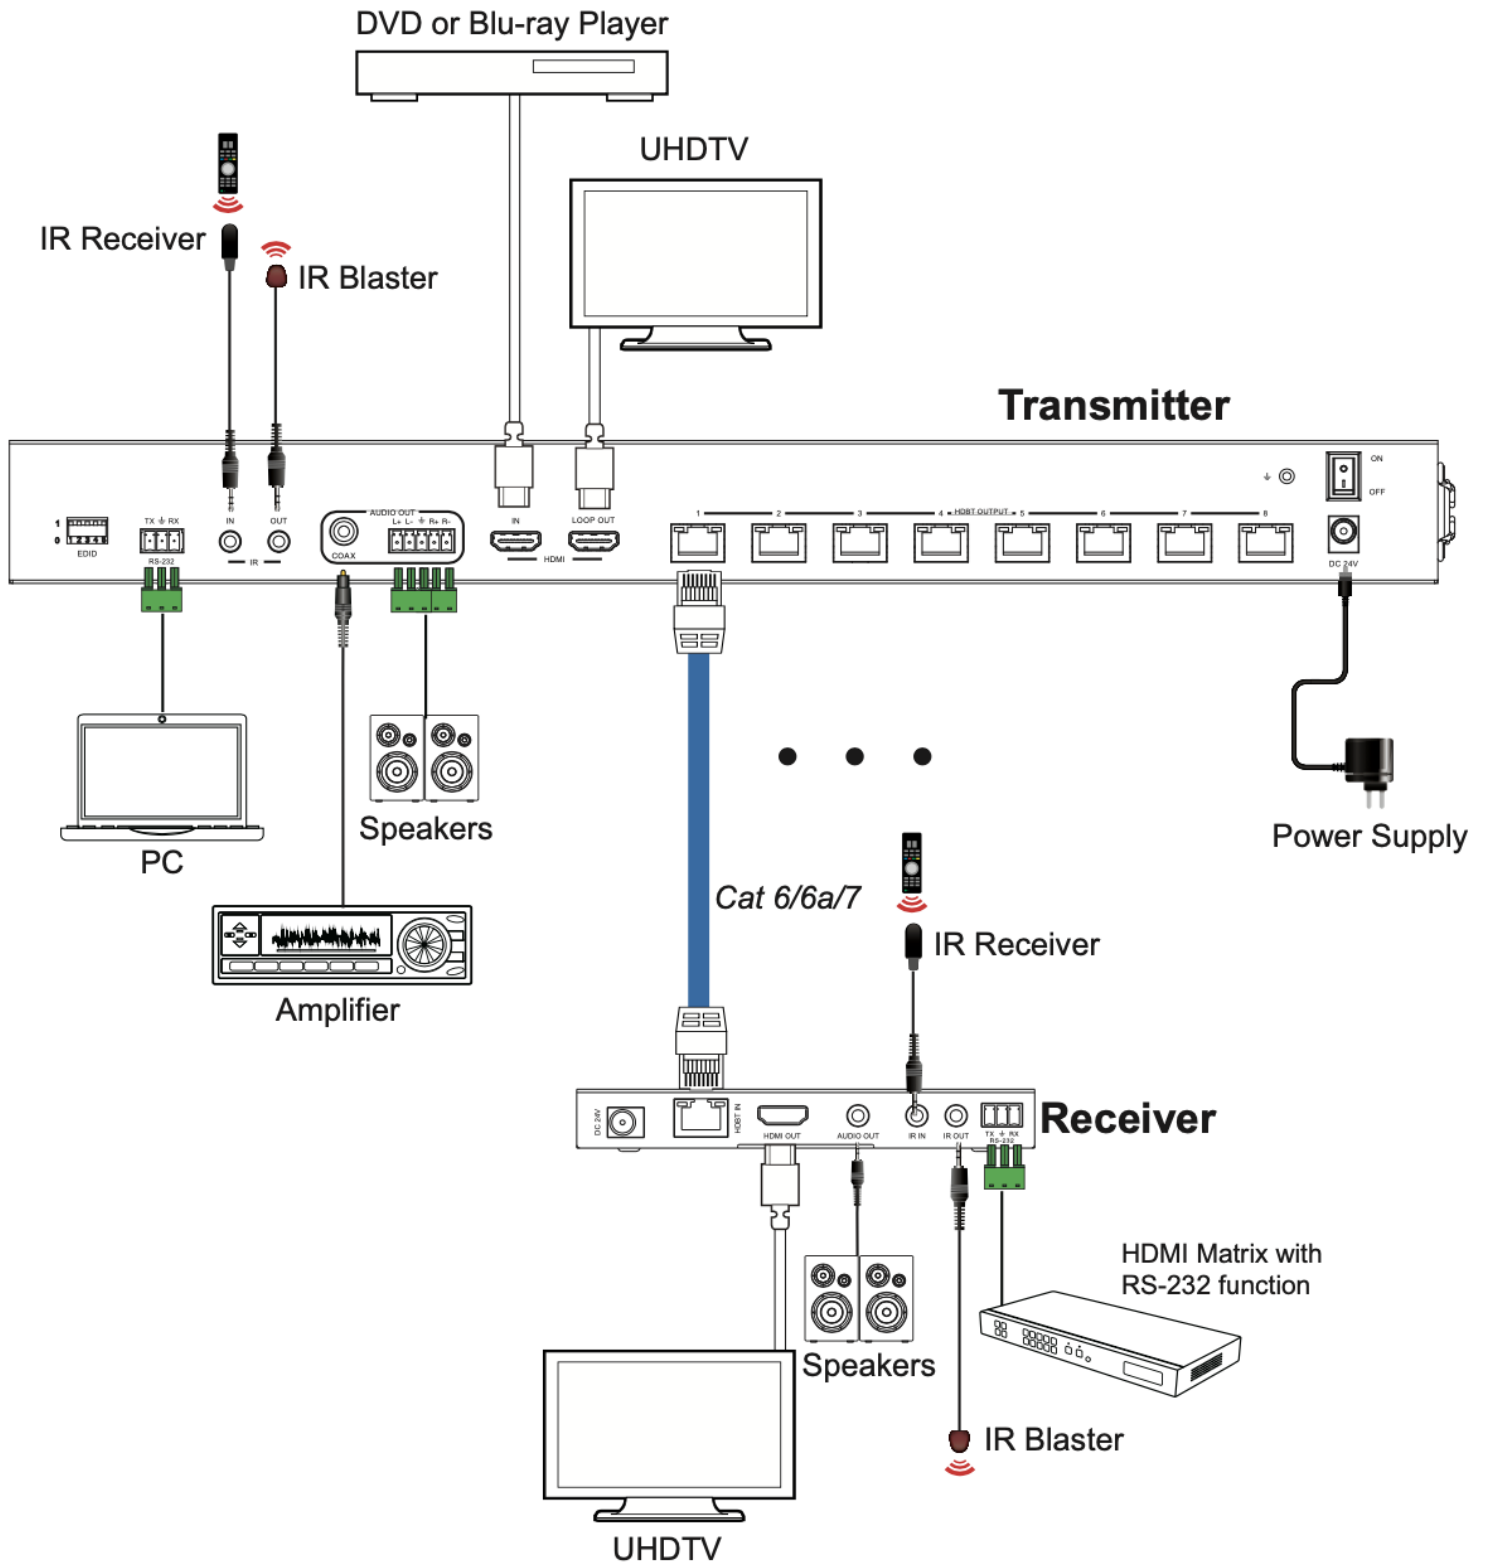 DVD or Blu-ray Player
UHDTV
IR Receiver
IR Blaster
Transmitter
ON
OFF
1
0
1 2 3 4
EDID
TX RX
RS-232
IN OUT
IR
AUDIO OUT
L+ L- R+ R-
COAX
IN LOOP OUT
HDMI
1 2 3 4 HDBT OUTPUT 5 6 7 8
DC 24V
PC
Speakers
Amplifier
Power Supply
Cat 6/6a/7
IR Receiver
Receiver
DC 24V
HDBT IN
HDMI OUT
AUDIO OUT
IR IN
IR OUT
TX RX
RS-232
HDMI Matrix with
RS-232 function
Speakers
IR Blaster
UHDTV